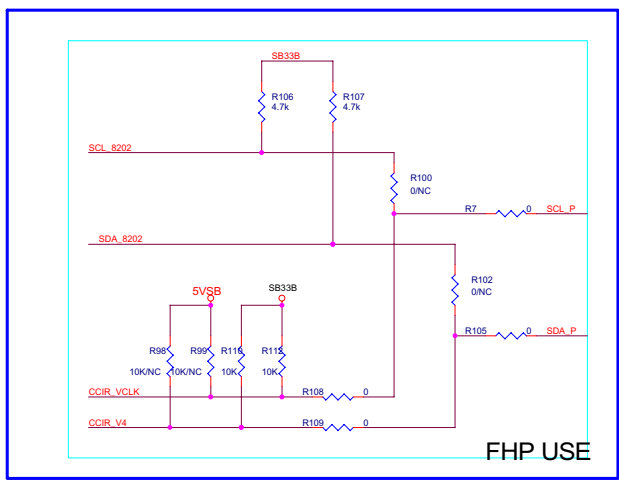 SB33B
R106
4.7k
R107
4.7k
SCL_8202
R100
0/NC
R7
0
SCL_P
SDA_8202
R102
0/NC
5VSB
SB33B
R105
0
SDA_P
R98
R99
R110
R112
10K/NC
10K/NC
10K
10K
CCIR_VCLK
R108
0
CCIR_V4
R109
0
FHP USE